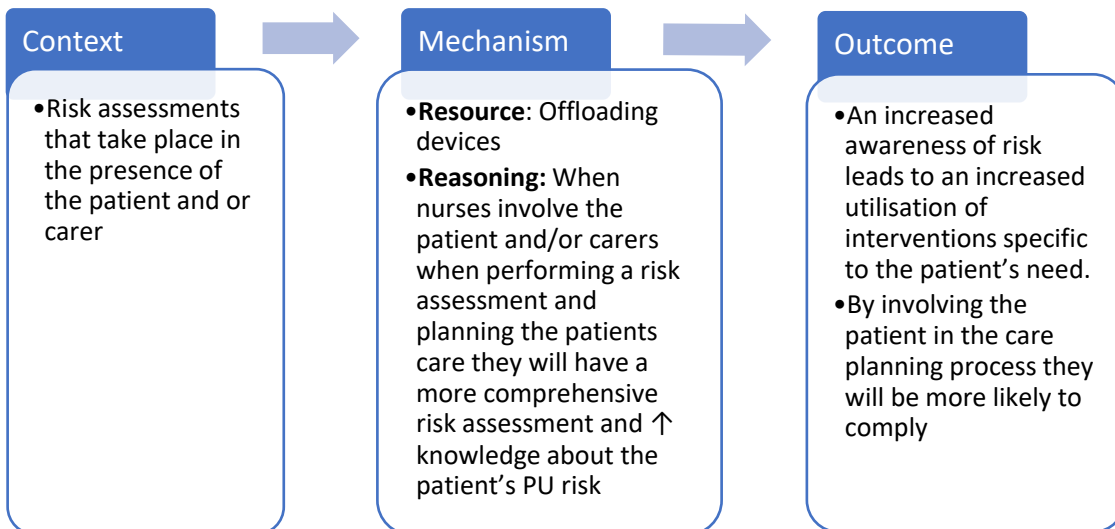 Context
•Risk assessments
that take place in
the presence of
the patient and or
carer
Mechanism
•Resource: Offloading
devices
•Reasoning: When
nurses involve the
patient and/or carers
when performing a risk
assessment and
planning the patients
care they will have a
more comprehensive
risk assessment and ↑
knowledge about the
patient's PU risk
Outcome
•An increased
awareness of risk
leads to an increased
utilisation of
interventions specific
to the patient's need.
•By involving the
patient in the care
planning process they
will be more likely to
comply